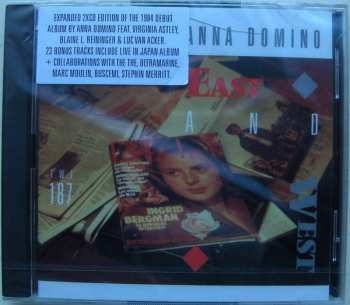 EXPANDED 2XCD EDITION OF THE 1984 DEBUT
ALBUM BY ANNA DOMINO FEAT. VIRGINIA ASTLEY,
BLAINE L. REININGER & LUC VAN ACKER.
23 BONUS TRACKS INCLUDE LIVE IN JAPAN ALBUM
+ COLLABORATIONS WITH THE THE, ULTRAMARINE,
MARC MOULIN, BUSCEMI, STEPHIN MERRITT.
ANNA DOMINO
EAST
AND
WEST
TWI
187
INGRID
BERGMAN